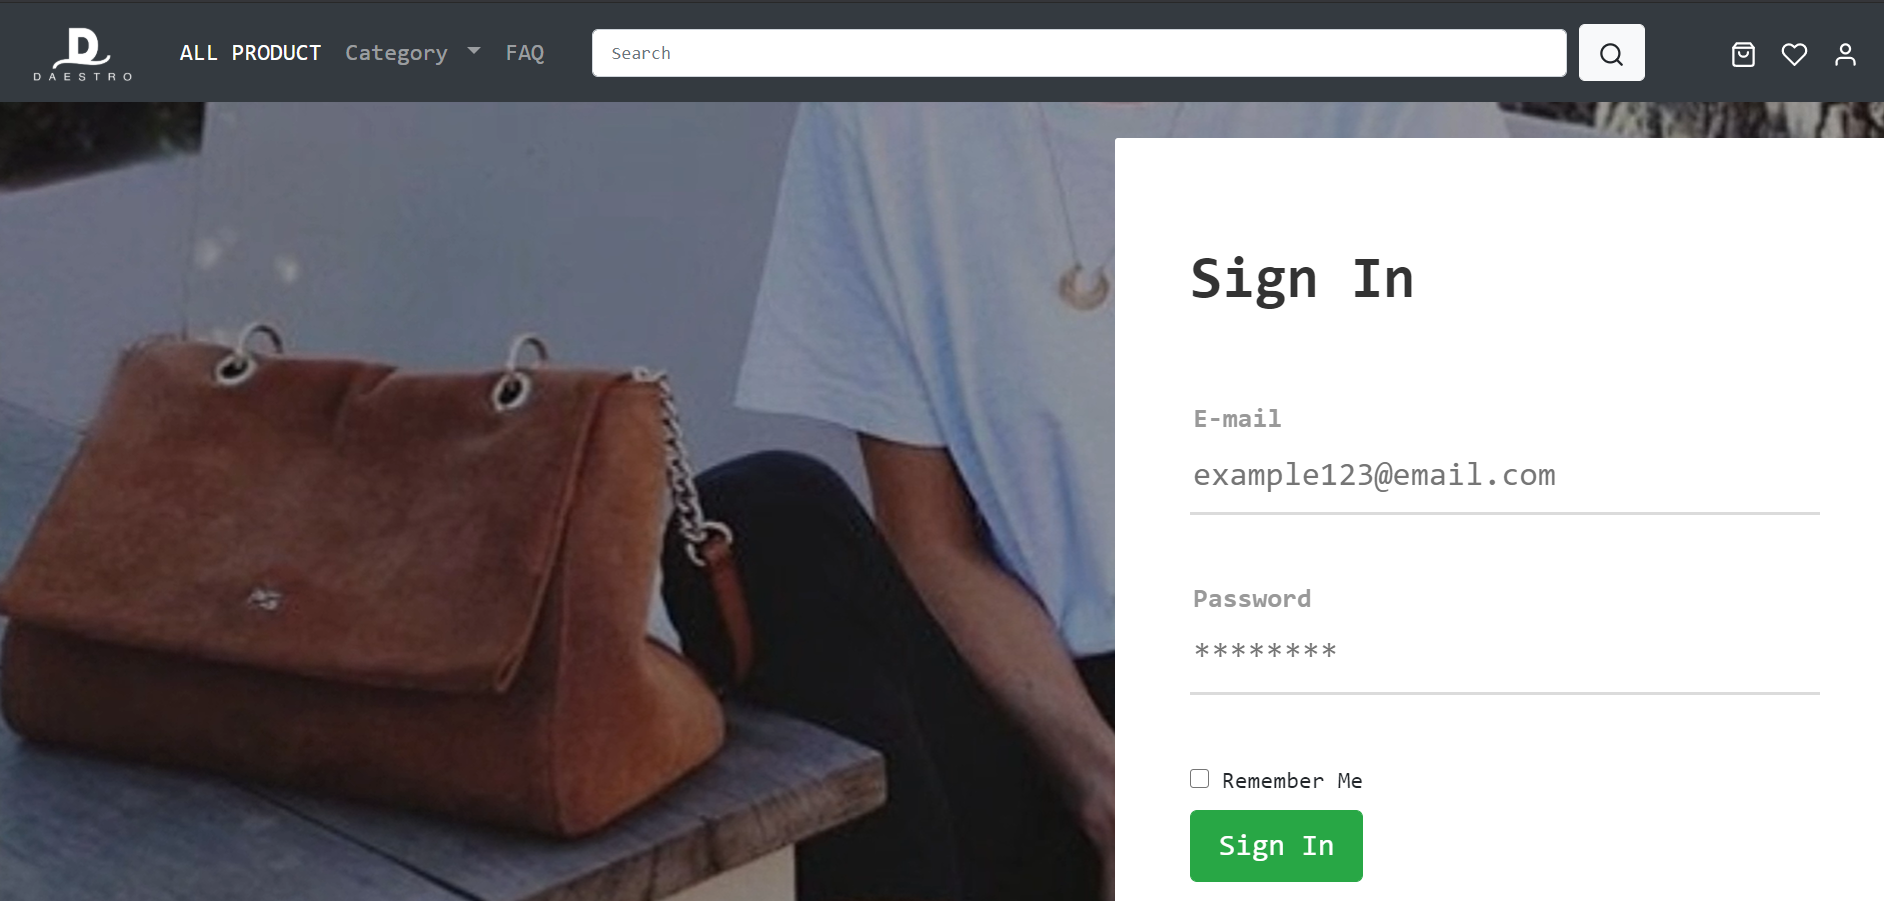 D
DAESTRO
ALL PRODUCT Category FAQ Search
Sign In
E-mail
example123@email.com
Password
********
Remember Me
Sign In